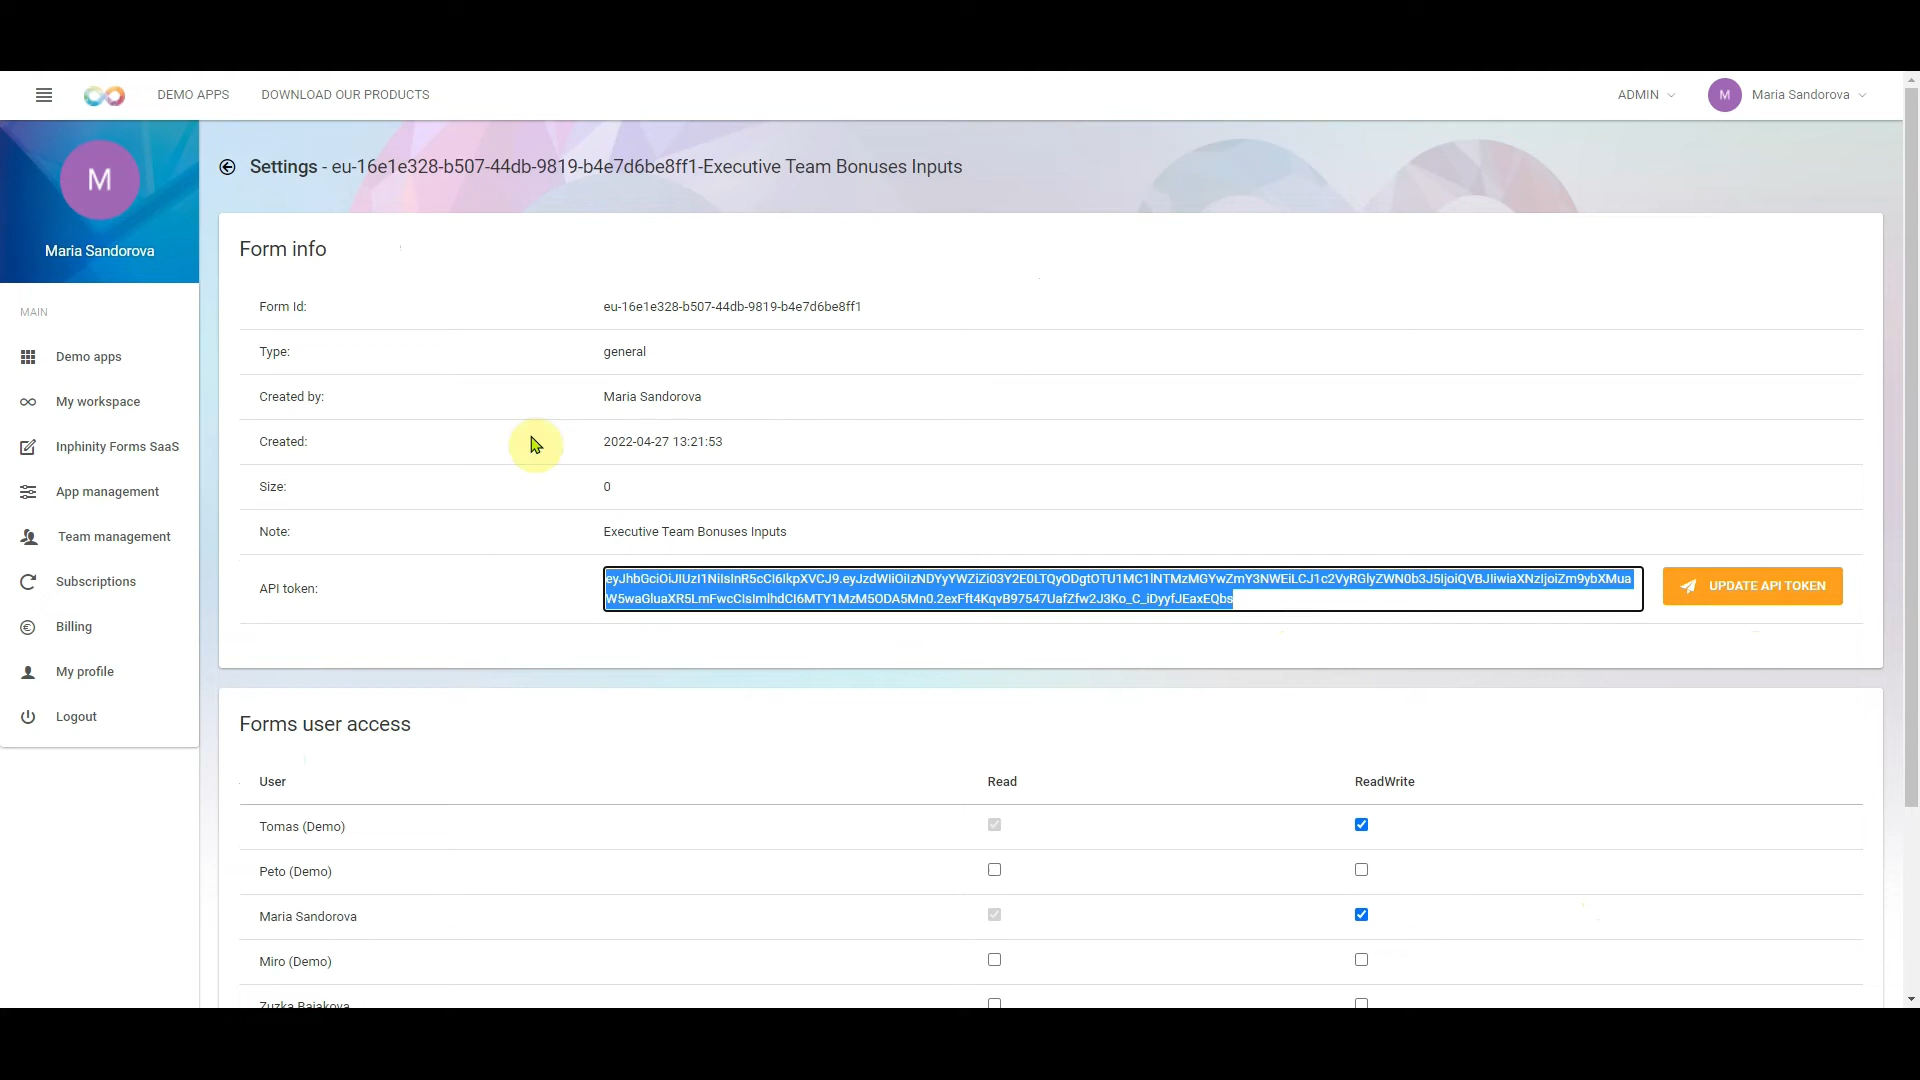 DEMO APPS
DOWNLOAD OUR PRODUCTS
ADMIN
M
Maria Sandorova
M
Maria Sandorova
MAIN
Demo apps
My workspace
Inphinity Forms SaaS
App management
Team management
Subscriptions
Billing
My profile
Logout
Settings - eu-16e1e328-b507-44db-9819-b4e7d6be8ff1-Executive Team Bonuses Inputs
Form info
Form Id: eu-16e1e328-b507-44db-9819-b4e7d6be8ff1
Type: general
Created by: Maria Sandorova
Created: 2022-04-27 13:21:53
Size: 0
Note: Executive Team Bonuses Inputs
API token:
UPDATE API TOKEN
Forms user access
User Read ReadWrite
Tomas (Demo)
Peto (Demo)
Maria Sandorova
Miro (Demo)
Zuzka Bajakova